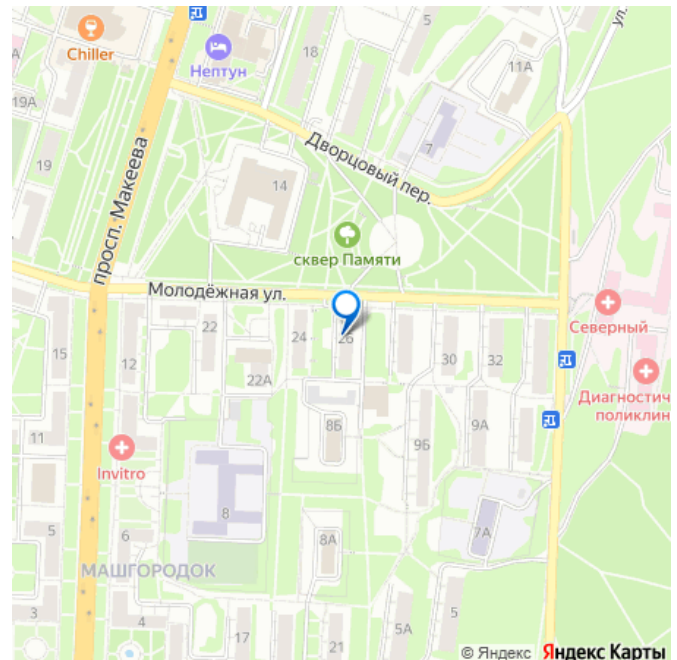 Chiller
Нептун
18
11А
ул.
А
19А
7
19
Дворцовый пер.
14
просп. Макеева
сквер Памяти
Молодёжная ул.
Северный
22
24
26
15
12
30
32
22А
Диагностич
поликлин
8Б
9А
11
9Б
Invitro
8
5
6
8А
7А
МАШГОРОДОК
3
4
17
5А
5
21
© Яндекс Яндекс Карты